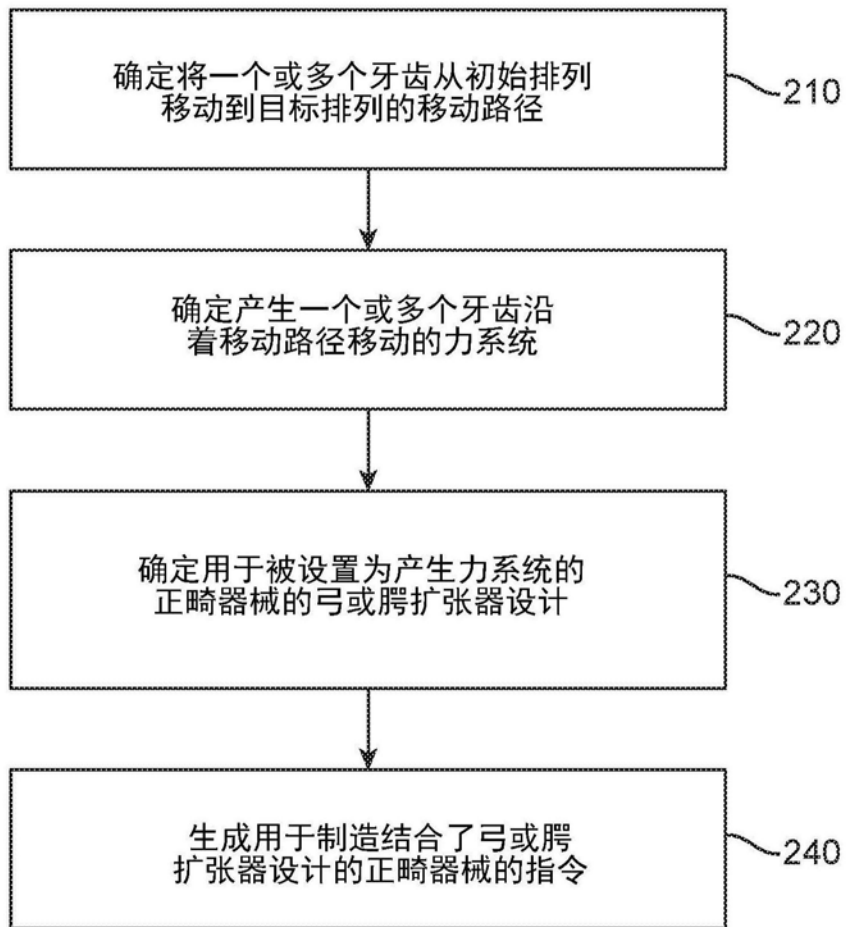 确定将一个或多个牙齿从初始排列
移动到目标排列的移动路径
210
确定产生一个或多个牙齿沿
着移动路径移动的力系统
220
确定用于被设置为产生力系统的
正畸器械的弓或腭扩张器设计
230
生成用于制造结合了弓或腭
扩张器设计的正畸器械的指令
240